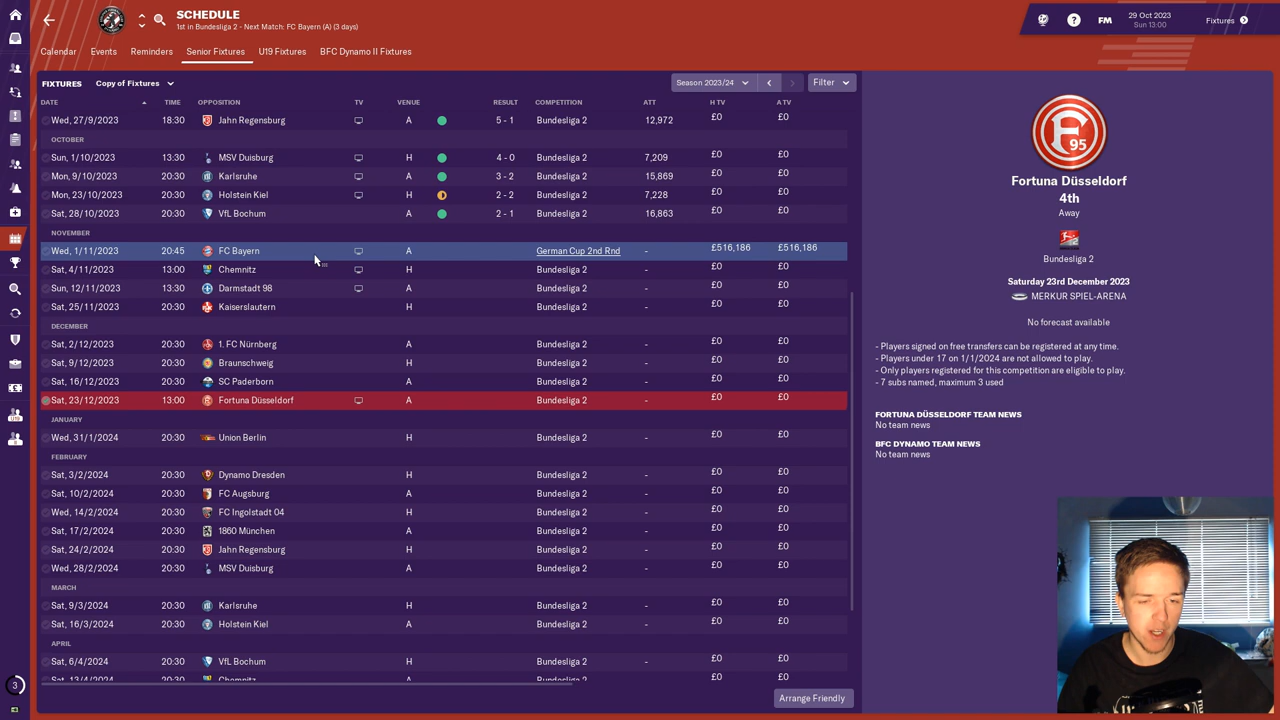 SCHEDULE
1st in Bundesliga 2 - Next Match: FC Bayern (A) (3 days)
FM
29 Oct 2023
Sun 13:00
Fixtures
Calendar Events Reminders Senior Fixtures U19 Fixtures BFC Dynamo II Fixtures
FIXTURES Copy of Fixtures Season 2023/24 Filter
DATE TIME OPPOSITION TV VENUE RESULT COMPETITION ATT H TV A TV
Wed, 27/9/2023 18:30 Jahn Regensburg A 5 - 1 Bundesliga 2 12,972 £0 £0
OCTOBER
Sun, 1/10/2023 13:30 MSV Duisburg H 4 - 0 Bundesliga 2 7,209 £0 £0
Mon, 9/10/2023 20:30 Karlsruhe A 3 - 2 Bundesliga 2 15,869 £0 £0
Mon, 23/10/2023 20:30 Holstein Kiel H 2 - 2 Bundesliga 2 7,228 £0 £0
Sat, 28/10/2023 20:30 VfL Bochum A 2 - 1 Bundesliga 2 16,863 £0 £0
NOVEMBER
Wed, 1/11/2023 20:45 FC Bayern A German Cup 2nd Rnd - £516,186 £516,186
Sat, 4/11/2023 13:00 Chemnitz H Bundesliga 2 - £0 £0
Sun, 12/11/2023 13:30 Darmstadt 98 A Bundesliga 2 - £0 £0
Sat, 25/11/2023 20:30 Kaiserslautern H Bundesliga 2 - £0 £0
DECEMBER
Sat, 2/12/2023 20:30 1. FC Nürnberg A Bundesliga 2 - £0 £0
Sat, 9/12/2023 20:30 Braunschweig H Bundesliga 2 - £0 £0
Sat, 16/12/2023 20:30 SC Paderborn A Bundesliga 2 - £0 £0
Sat, 23/12/2023 13:00 Fortuna Düsseldorf A Bundesliga 2 - £0 £0
JANUARY
Wed, 31/1/2024 20:30 Union Berlin H Bundesliga 2 - £0 £0
FEBRUARY
Sat, 3/2/2024 20:30 Dynamo Dresden H Bundesliga 2 - £0 £0
Sat, 10/2/2024 20:30 FC Augsburg A Bundesliga 2 - £0 £0
Wed, 14/2/2024 20:30 FC Ingolstadt 04 H Bundesliga 2 - £0 £0
Sat, 17/2/2024 20:30 1860 München A Bundesliga 2 - £0 £0
Sat, 24/2/2024 20:30 Jahn Regensburg H Bundesliga 2 - £0 £0
Wed, 28/2/2024 20:30 MSV Duisburg A Bundesliga 2 - £0 £0
MARCH
Sat, 9/3/2024 20:30 Karlsruhe H Bundesliga 2 - £0 £0
Sat, 16/3/2024 20:30 Holstein Kiel A Bundesliga 2 - £0 £0
APRIL
Sat, 6/4/2024 20:30 VfL Bochum H Bundesliga 2 - £0 £0
Sat, 13/4/2024 20:30 Chemnitz A Bundesliga 2 - £0 £0
Arrange Friendly
F 95
Fortuna Düsseldorf
4th
Away
Bundesliga 2
Saturday 23rd December 2023
MERKUR SPIEL-ARENA
No forecast available
- Players signed on free transfers can be registered at any time.
- Players under 17 on 1/1/2024 are not allowed to play.
- Only players registered for this competition are eligible to play.
- 7 subs named, maximum 3 used
FORTUNA DÜSSELDORF TEAM NEWS
No team news
BFC DYNAMO TEAM NEWS
No team news
3